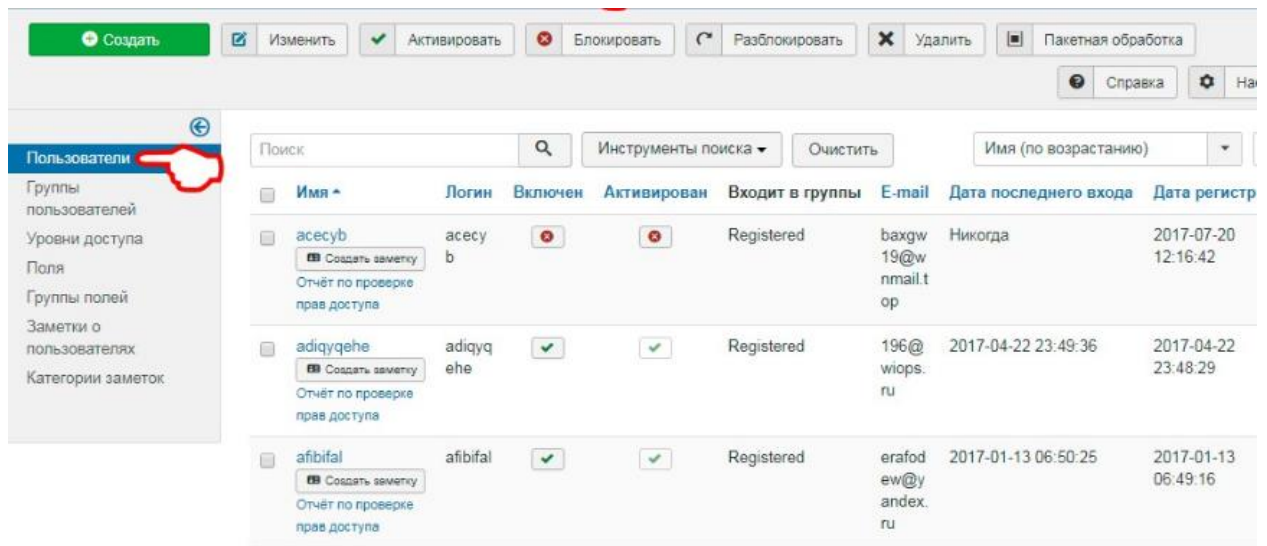 Создать Изменить Активировать Блокировать Разблокировать Удалить Пакетная обработка
Справка
Пользователи
Группы
пользователей
Уровни доступа
Поля
Группы полей
Заметки о
пользователях
Категории заметок
Поиск Инструменты поиска Очистить Имя (по возрастанию)
Имя Логин Включен Активирован Входит в группы E-mail Дата последнего входа Дата регистр
acecyb acecy Registered baxgw Никогда 2017-07-20
Создать заметку b 19@w 12:16:42
Отчёт по проверке nmail.t
прав доступа op
adiqyqehe adiqyq Registered 196@ 2017-04-22 23:49:36 2017-04-22
Создать заметку ehe wiops. 23:48:29
Отчёт по проверке ru
прав доступа
afibifal afibifal Registered erafod 2017-01-13 06:50:25 2017-01-13
Создать заметку ew@y 06:49:16
Отчёт по проверке andex.
прав доступа ru